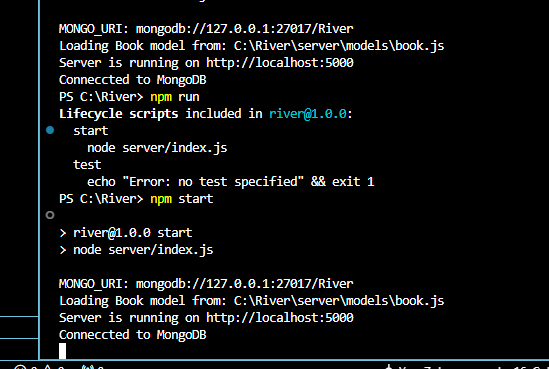 MONGO_URI: mongodb://127.0.0.1:27017/River
Loading Book model from: C:\River\server\models\book.js
Server is running on http://localhost:5000
Conneccted to MongoDB
PS C:\River> npm run
Lifecycle scripts included in river@1.0.0:
  start
    node server/index.js
  test
    echo "Error: no test specified" && exit 1
PS C:\River> npm start
> river@1.0.0 start
> node server/index.js
MONGO_URI: mongodb://127.0.0.1:27017/River
Loading Book model from: C:\River\server\models\book.js
Server is running on http://localhost:5000
Conneccted to MongoDB